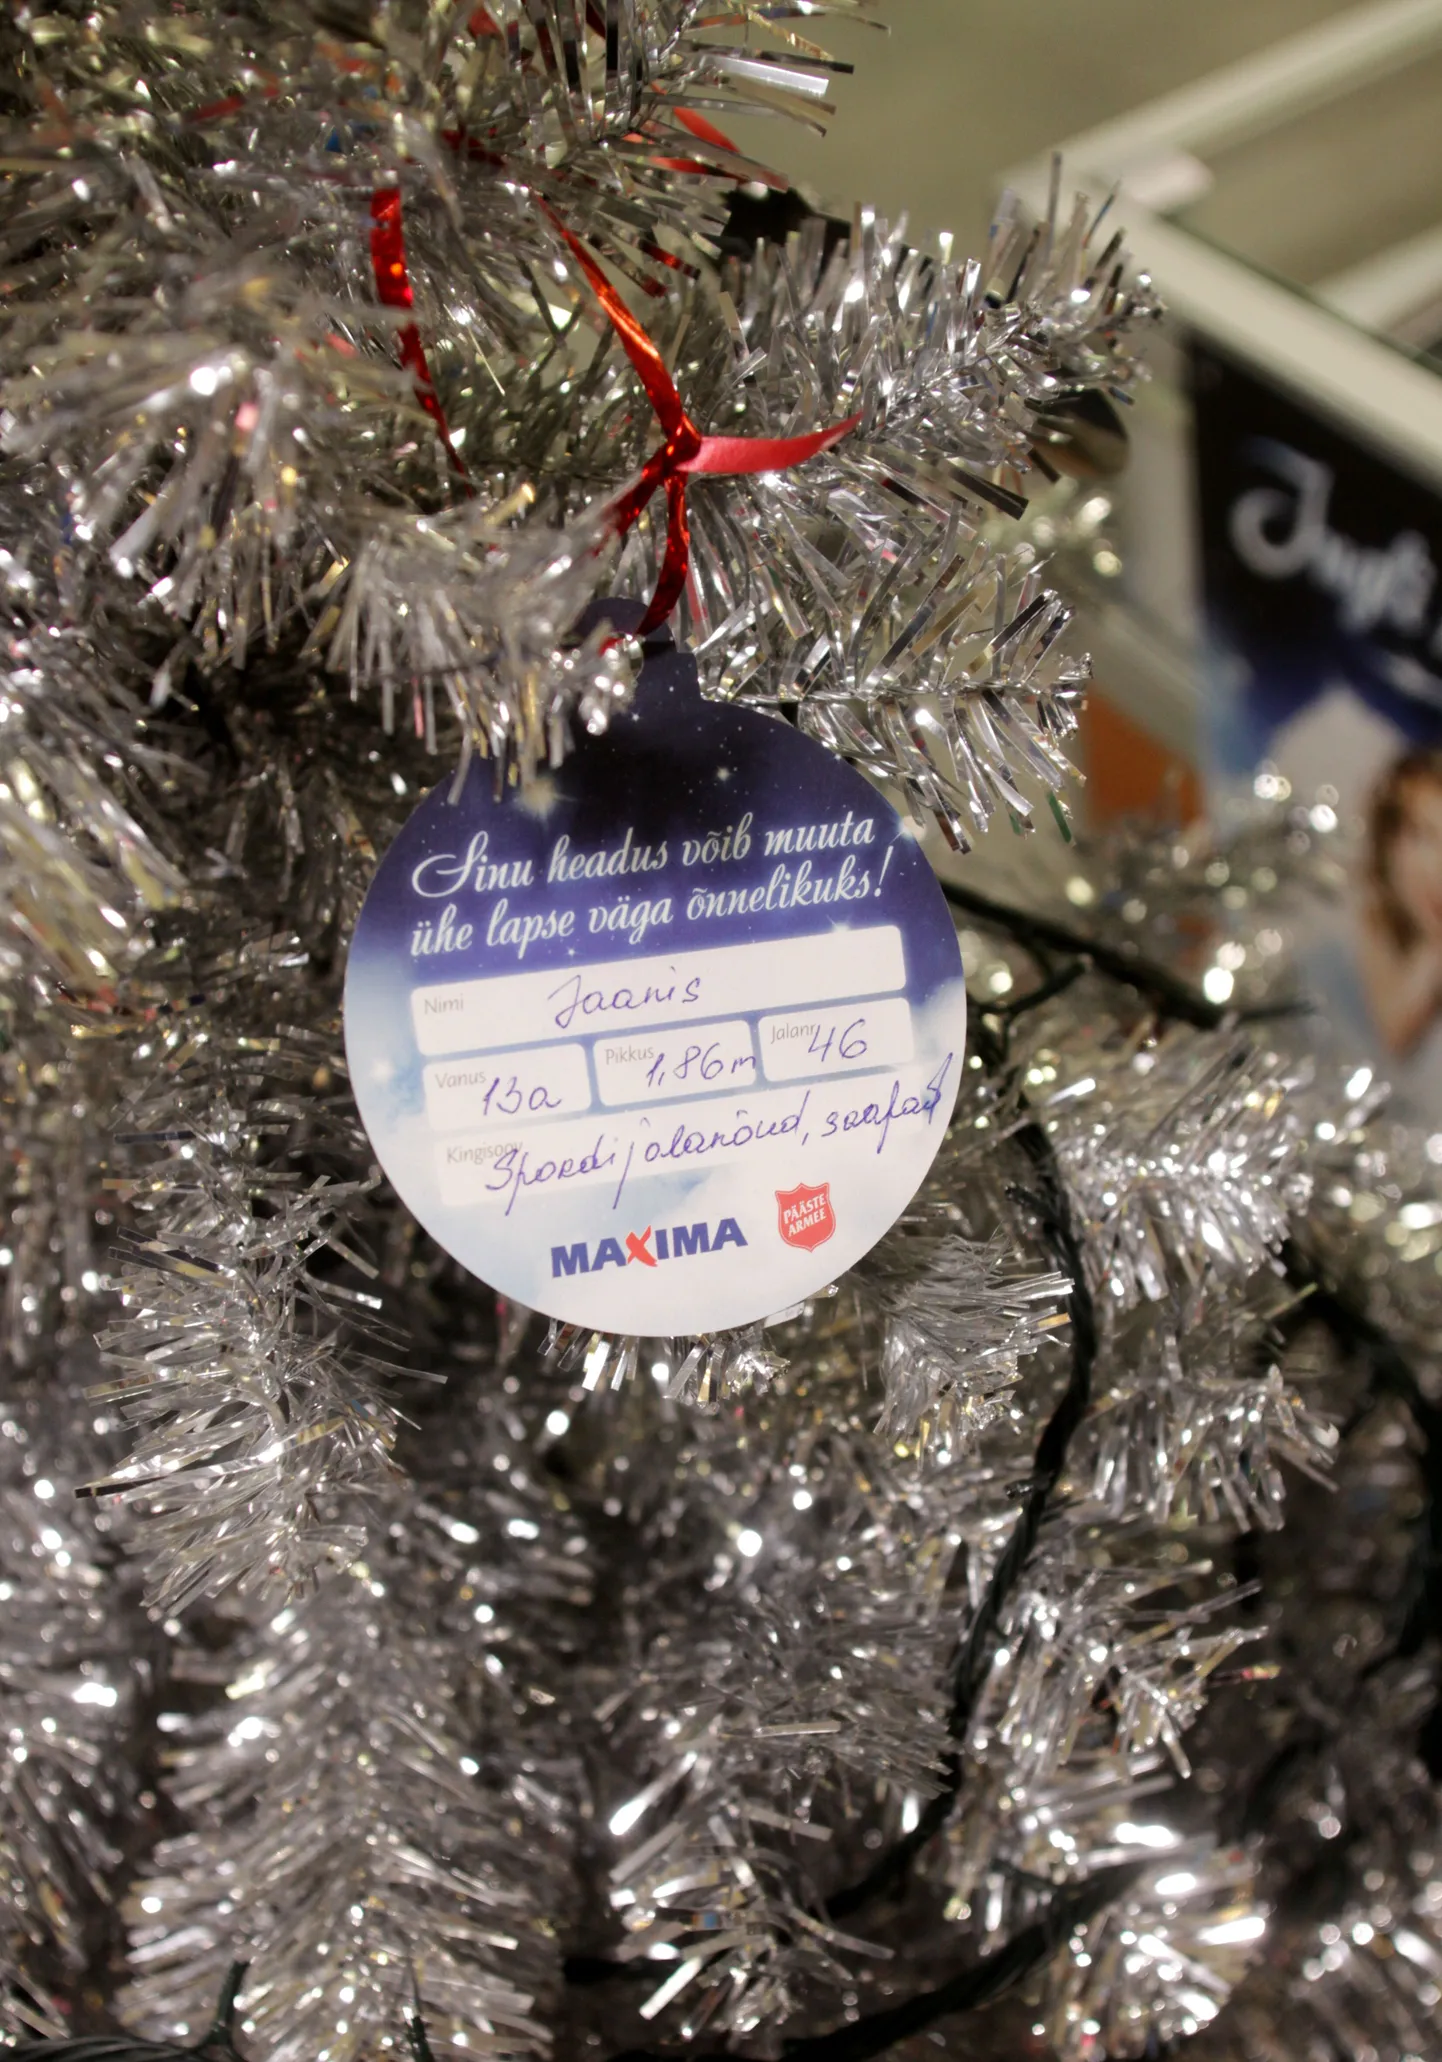 Sinu headus võib muuta
ühe lapse väga õnnelikuks!
Nimi Jaanis
Vanus 13a Pikkus 1,86m Jalanr 46
Kingisoov Spordijalanõud, saapad
MAXIMA PÄÄSTE
ARMEE